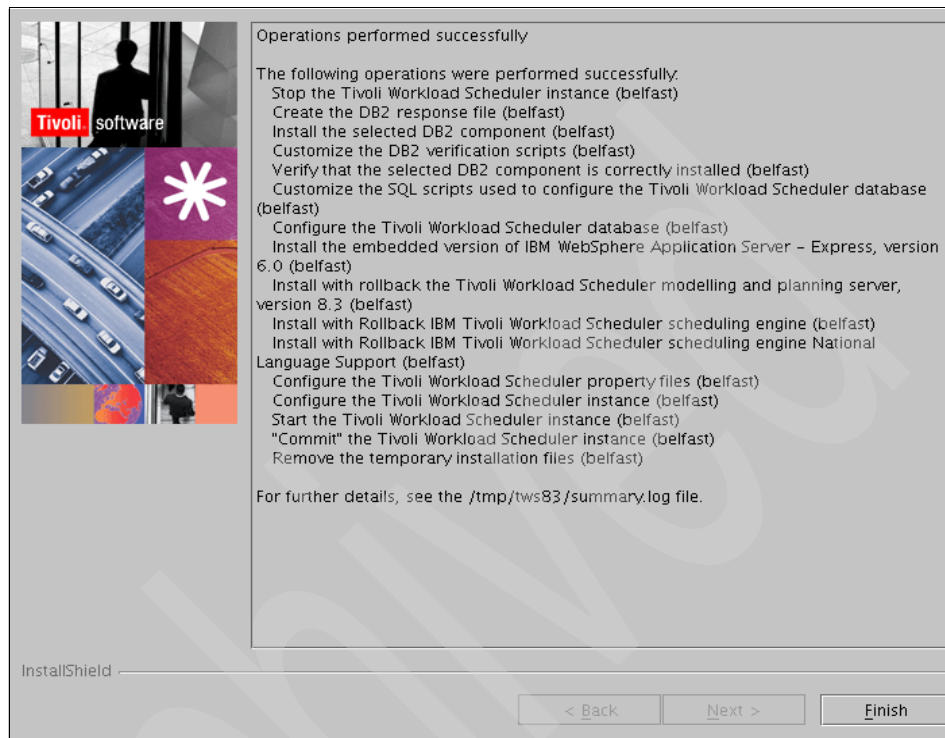 Tivoli. software
Operations performed successfully
The following operations were performed successfully:
Stop the Tivoli Workload Scheduler instance (belfast)
Create the DB2 response file (belfast)
Install the selected DB2 component (belfast)
Customize the DB2 verification scripts (belfast)
Verify that the selected DB2 component is correctly installed (belfast)
Customize the SQL scripts used to configure the Tivoli Workload Scheduler database
(belfast)
Configure the Tivoli Workload Scheduler database (belfast)
Install the embedded version of IBM WebSphere Application Server – Express, version
6.0 (belfast)
Install with rollback the Tivoli Workload Scheduler modelling and planning server,
version 8.3 (belfast)
Install with Rollback IBM Tivoli Workload Scheduler scheduling engine (belfast)
Install with Rollback IBM Tivoli Workload Scheduler scheduling engine National
Language Support (belfast)
Configure the Tivoli Workload Scheduler property files (belfast)
Configure the Tivoli Workload Scheduler instance (belfast)
Start the Tivoli Workload Scheduler instance (belfast)
"Commit" the Tivoli Workload Scheduler instance (belfast)
Remove the temporary installation files (belfast)
For further details, see the /tmp/tws83/summary.log file.
InstallShield
< Back Next > Finish